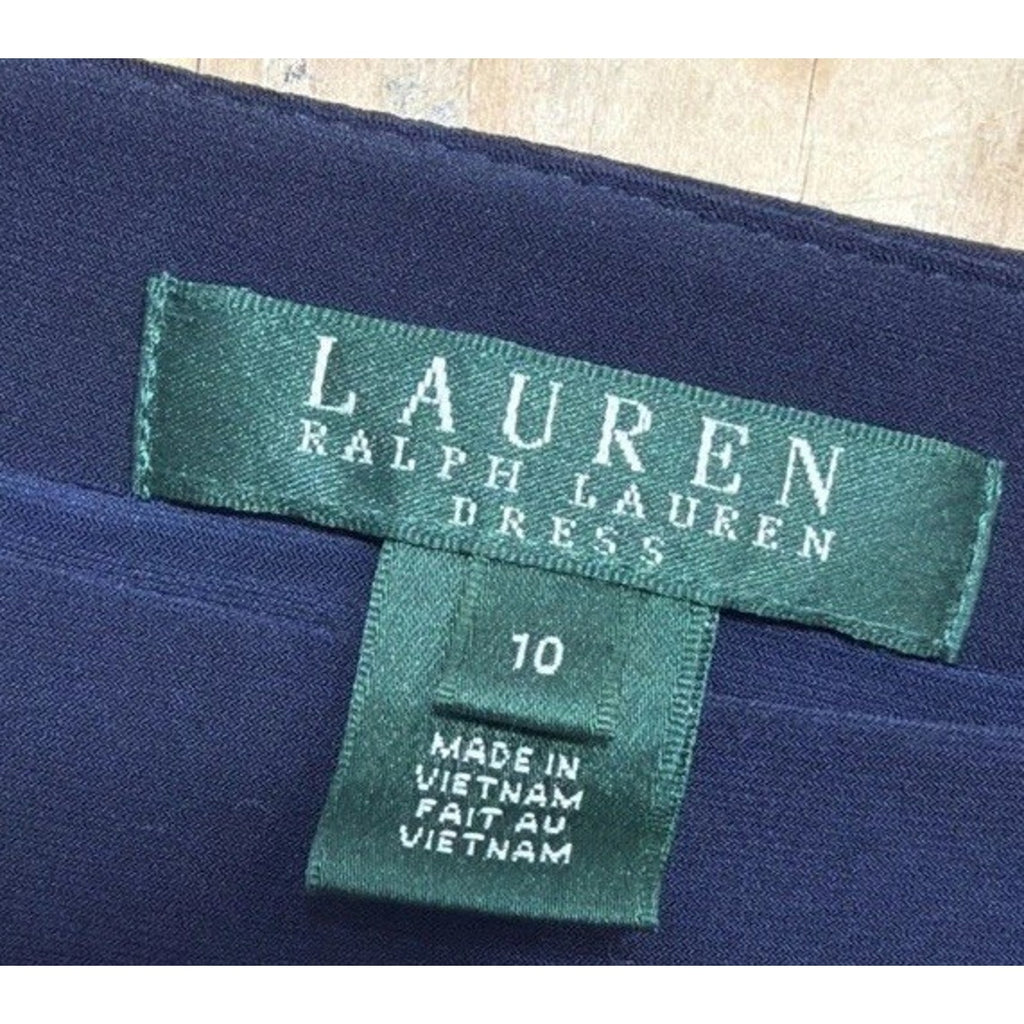 LAUREN
RALPH LAUREN
DRESS
10
MADE IN
VIETNAM
FAIT AU
VIETNAM